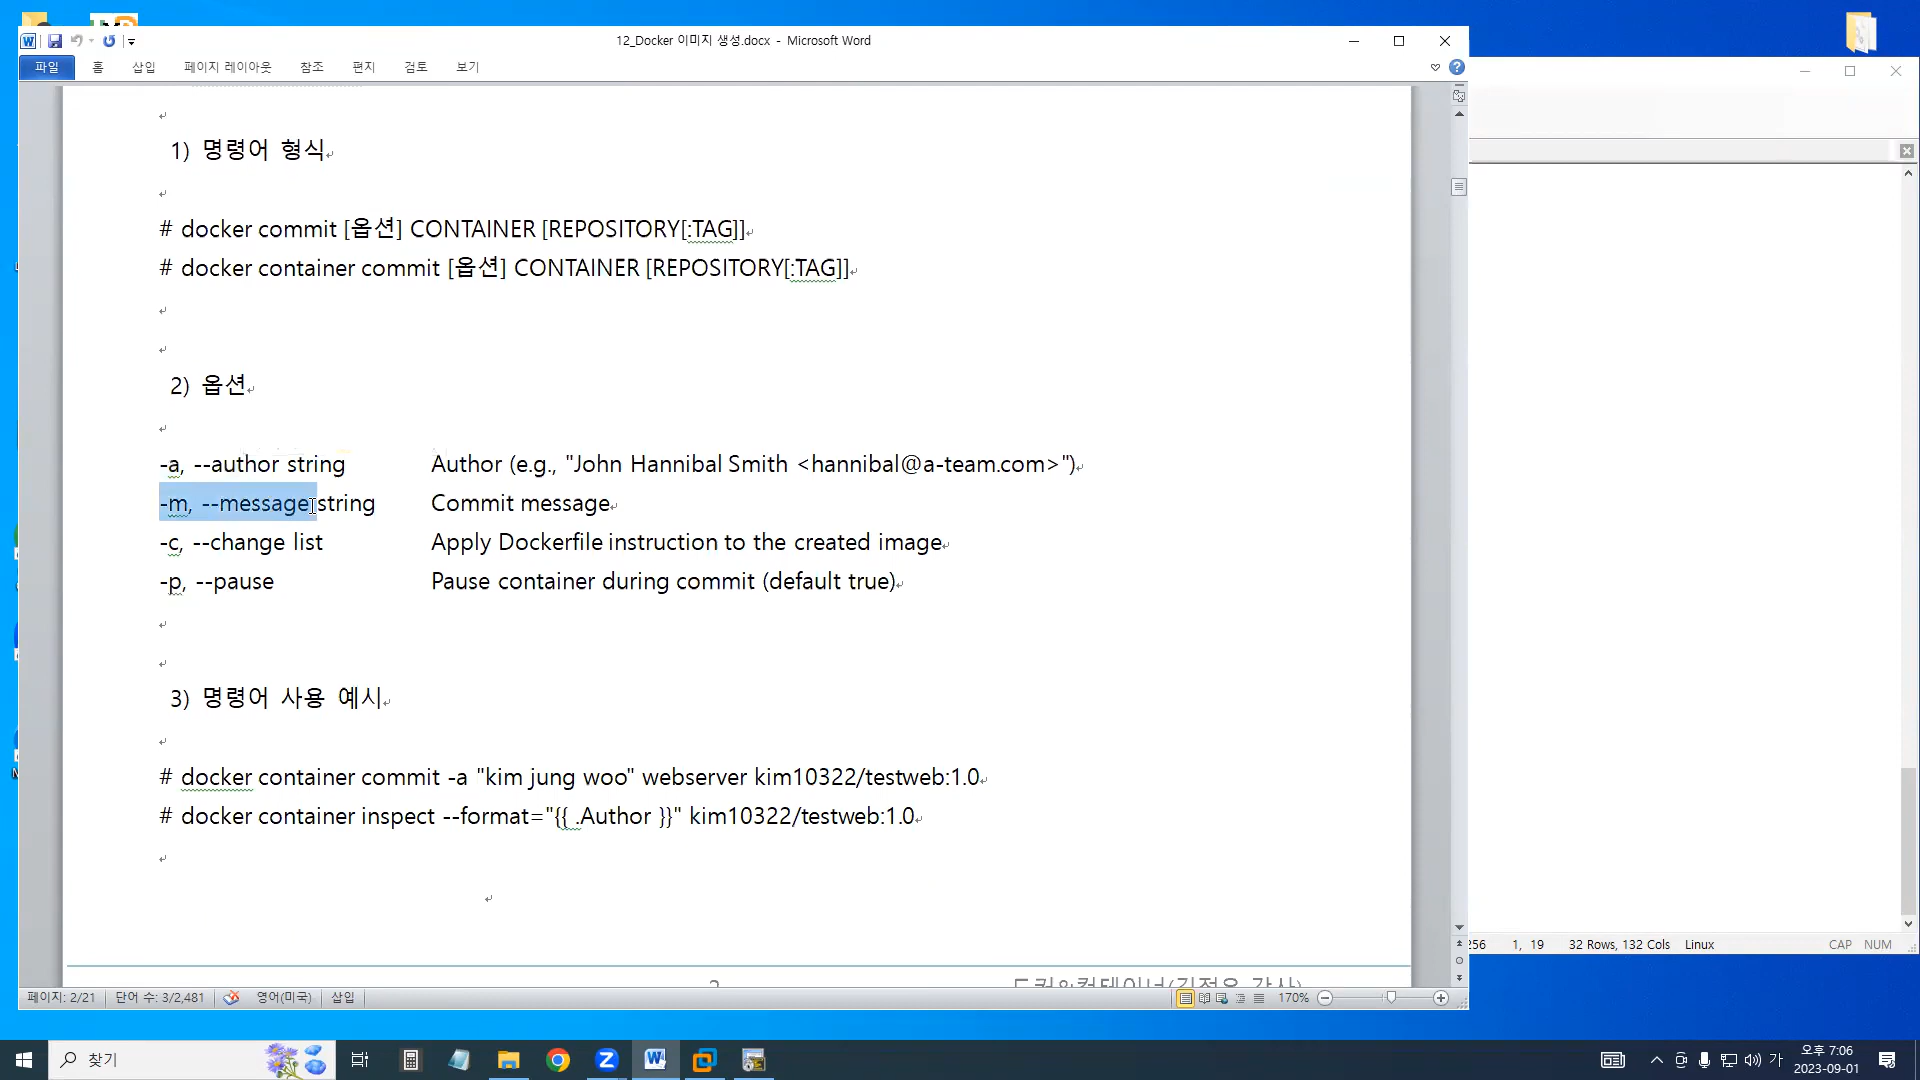 12_Docker 이미지 생성.docx - Microsoft Word
파일 홈 삽입 페이지 레이아웃 참조 편지 검토 보기
1) 명령어 형식
# docker commit [옵션] CONTAINER [REPOSITORY[:TAG]]
# docker container commit [옵션] CONTAINER [REPOSITORY[:TAG]]
2) 옵션
-a, --author string Author (e.g., "John Hannibal Smith <hannibal@a-team.com>")
-m, --message string Commit message
-c, --change list Apply Dockerfile instruction to the created image
-p, --pause Pause container during commit (default true)
3) 명령어 사용 예시
# docker container commit -a "kim jung woo" webserver kim10322/testweb:1.0
# docker container inspect --format="{{ .Author }}" kim10322/testweb:1.0
페이지: 2/21 단어 수: 3/2,481 영어(미국) 삽입 170%
256 1, 19 32 Rows, 132 Cols Linux CAP NUM
찾기
가 오후 7:06
2023-09-01